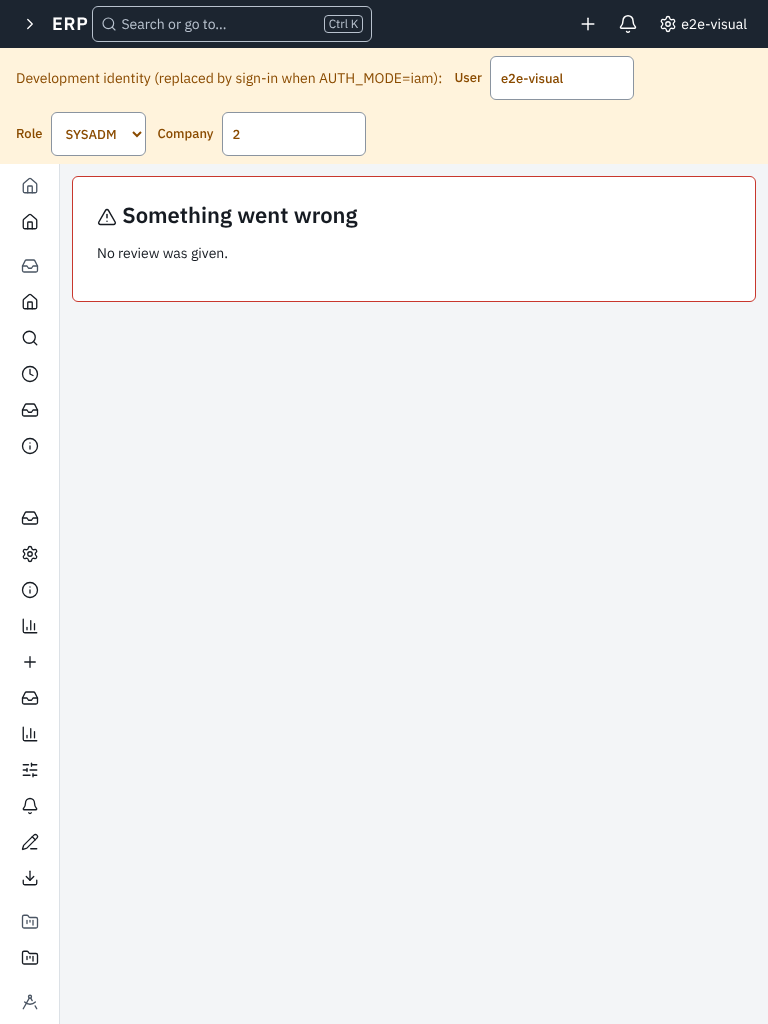 ERP
Search or go to...
Ctrl K
e2e-visual
Development identity (replaced by sign-in when AUTH_MODE=iam):
User
e2e-visual
Role
SYSADM
Company
2
Something went wrong
No review was given.